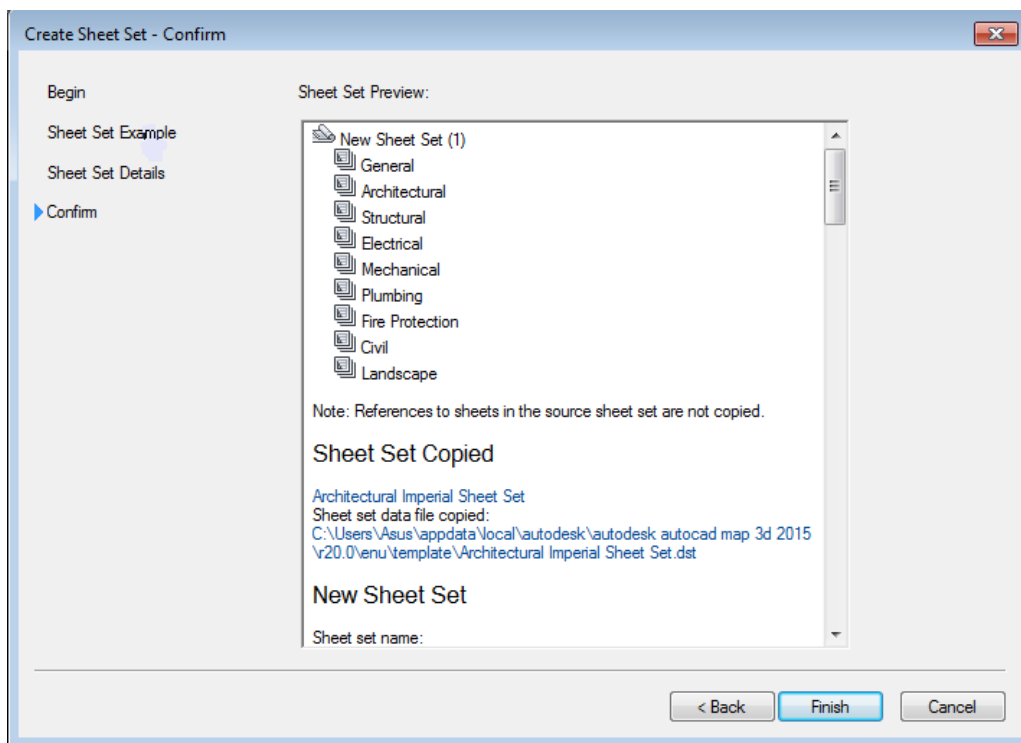 Create Sheet Set - Confirm
Begin
Sheet Set Example
Sheet Set Details
Confirm
Sheet Set Preview:
New Sheet Set (1)
General
Architectural
Structural
Electrical
Mechanical
Plumbing
Fire Protection
Civil
Landscape
Note: References to sheets in the source sheet set are not copied.
Sheet Set Copied
Architectural Imperial Sheet Set
Sheet set data file copied:
C:\Users\Asus\appdata\local\autodesk\autodesk autocad map 3d 2015
\r20.0\enu\template\Architectural Imperial Sheet Set.dst
New Sheet Set
Sheet set name:
< Back
Finish
Cancel